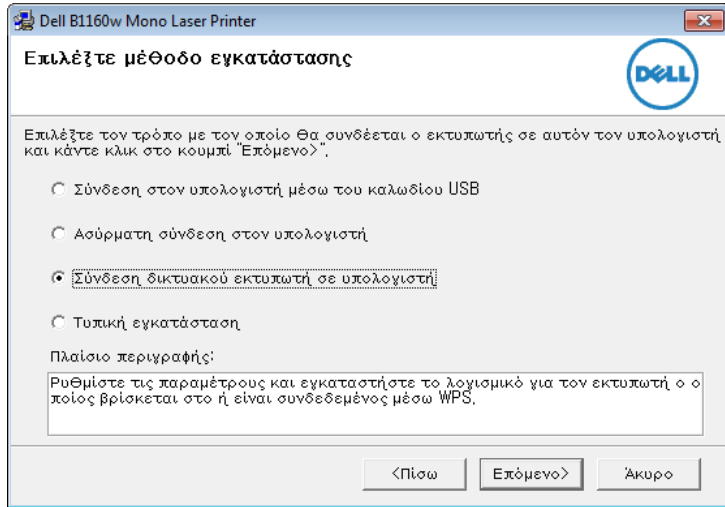 Dell B1160w Mono Laser Printer
Επιλέξτε μέθοδο εγκατάστασης
DELL
Επιλέξτε τον τρόπο με τον οποίο θα συνδέεται ο εκτυπωτής σε αυτόν τον υπολογιστή
και κάντε κλικ στο κουμπί "Επόμενο>".
Σύνδεση στον υπολογιστή μέσω του καλωδίου USB
Ασύρματη σύνδεση στον υπολογιστή
Σύνδεση δικτυακού εκτυπωτή σε υπολογιστή
Τυπική εγκατάσταση
Πλαίσιο περιγραφής:
Ρυθμίστε τις παραμέτρους και εγκαταστήστε το λογισμικό για τον εκτυπωτή ο ο
ποίος βρίσκεται στο ή είναι συνδεδεμένος μέσω WPS.
<Πίσω
Επόμενο>
Άκυρο